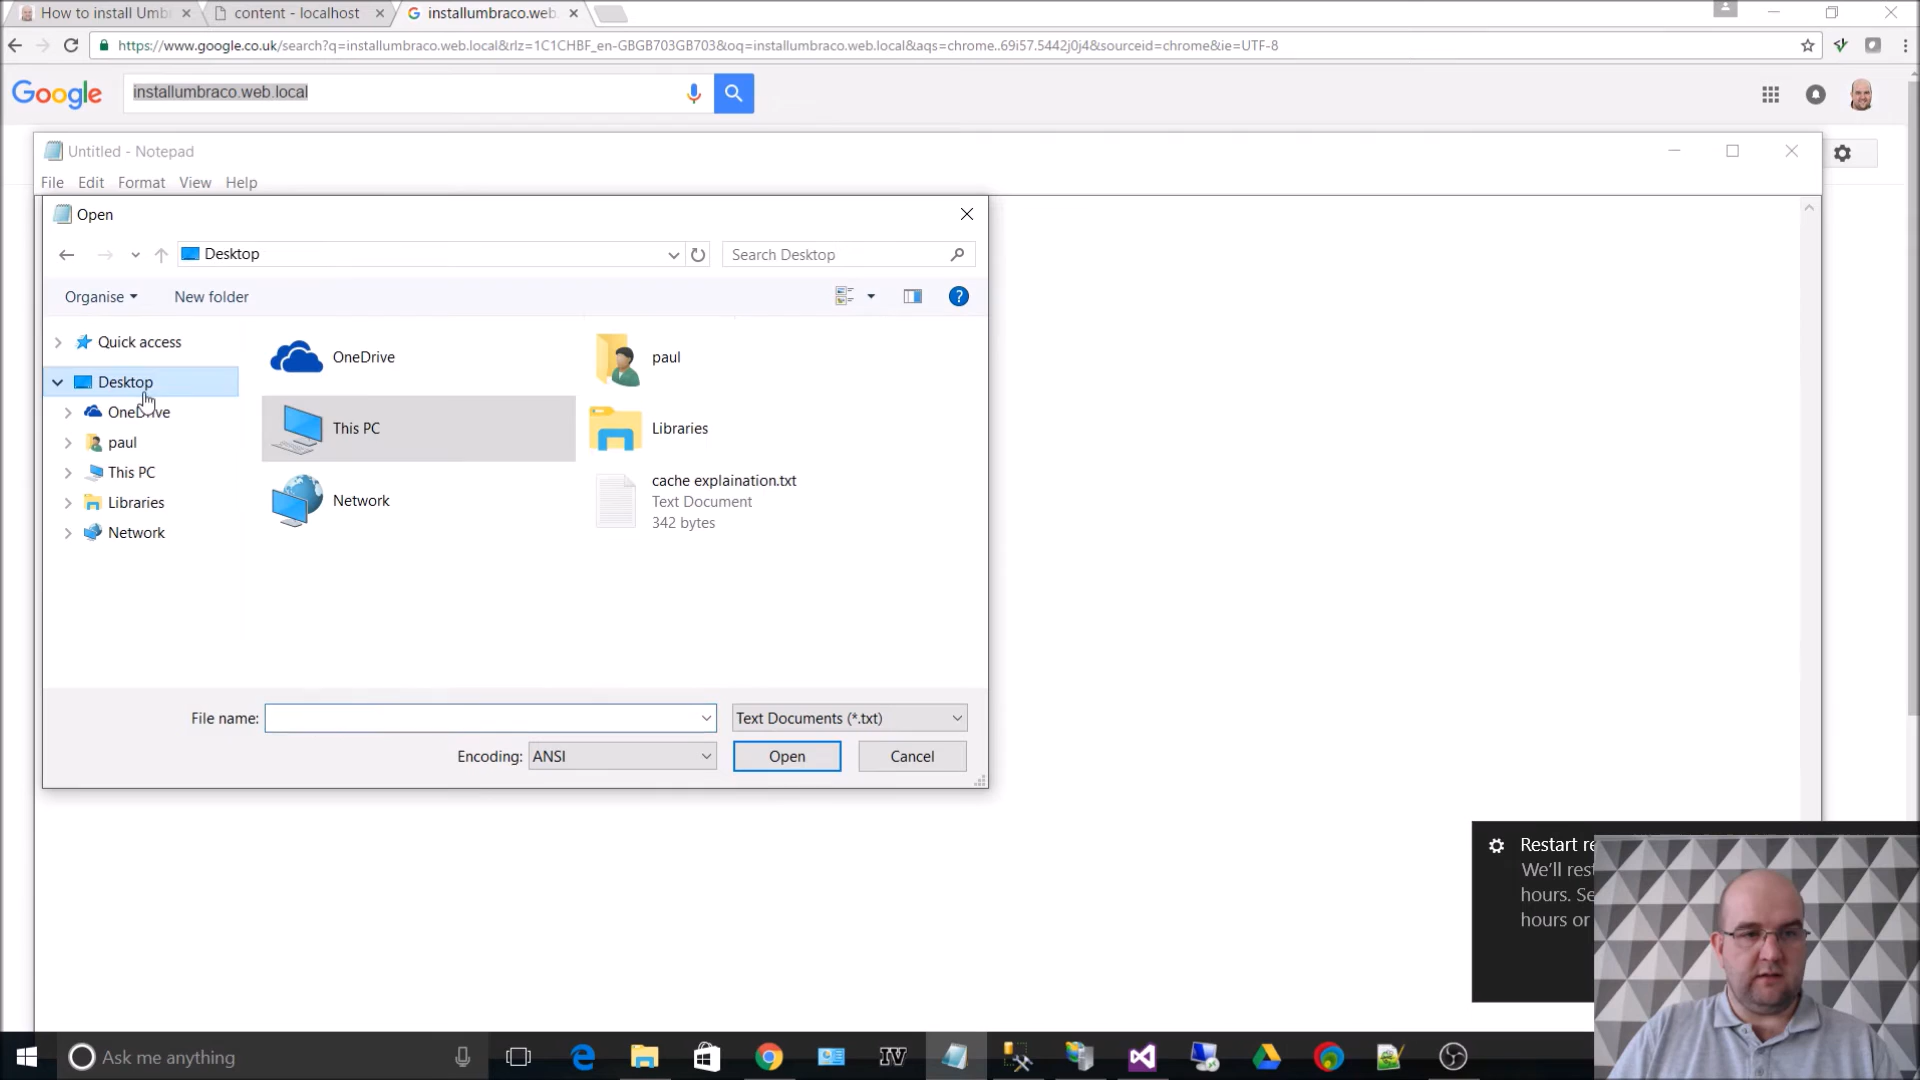 How to install Umb
content - localhost
installumbraco.web.
https://www.google.co.uk/search?q=installumbraco.web.local&rlz=1C1CHBF_en-GBGB703GB703&oq=installumbraco.web.local&aqs=chrome..69i57.5442j0j4&sourceid=chrome&ie=UTF-8
Google
installumbraco.web.local
Untitled - Notepad
File Edit Format View Help
Open
Desktop
Search Desktop
Organise
New folder
Quick access
Desktop
OneDrive
paul
This PC
Libraries
Network
OneDrive
paul
This PC
Libraries
Network
cache explaination.txt
Text Document
342 bytes
File name:
Text Documents (*.txt)
Encoding:
ANSI
Open
Cancel
Restart re
We'll rest
hours. Se
hours or
Ask me anything